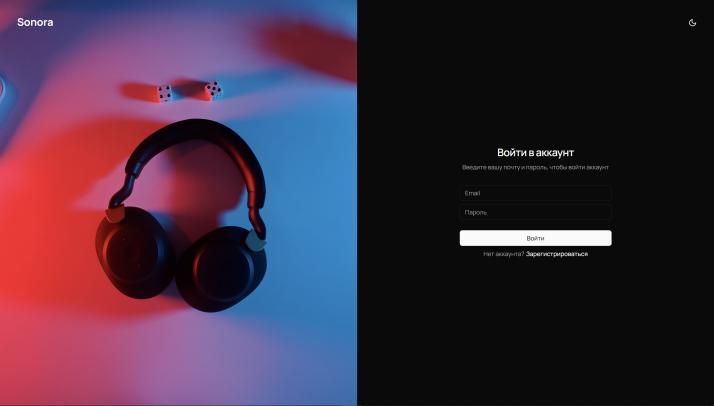 Sonora
Войти в аккаунт
Введите вашу почту и пароль, чтобы войти аккаунт
Email
Пароль
Войти
Нет аккаунта? Зарегистрироваться